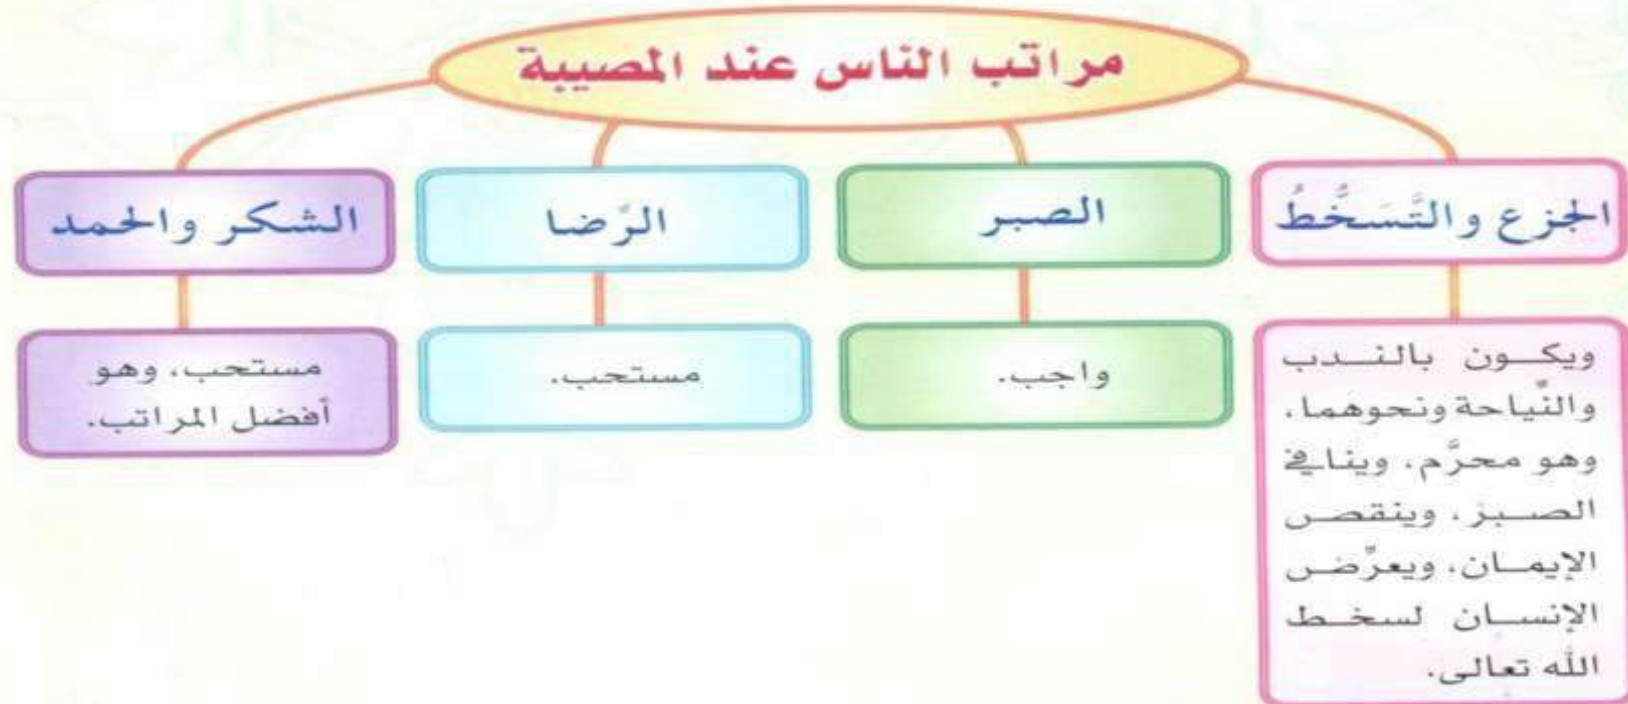 مراتب الناس عند المصيبة
الجزع والتَّسَخُّطُ
الصبر
الرَّضا
الشكر والحمد
ويكون بالندب
والنِّياحة ونحوهما،
وهو محرَّم، وينافي
الصبر، وينقص
الإيمان، ويعرِّض
الإنسان لسخط
الله تعالى.
واجب.
مستحب.
مستحب، وهو
أفضل المراتب.